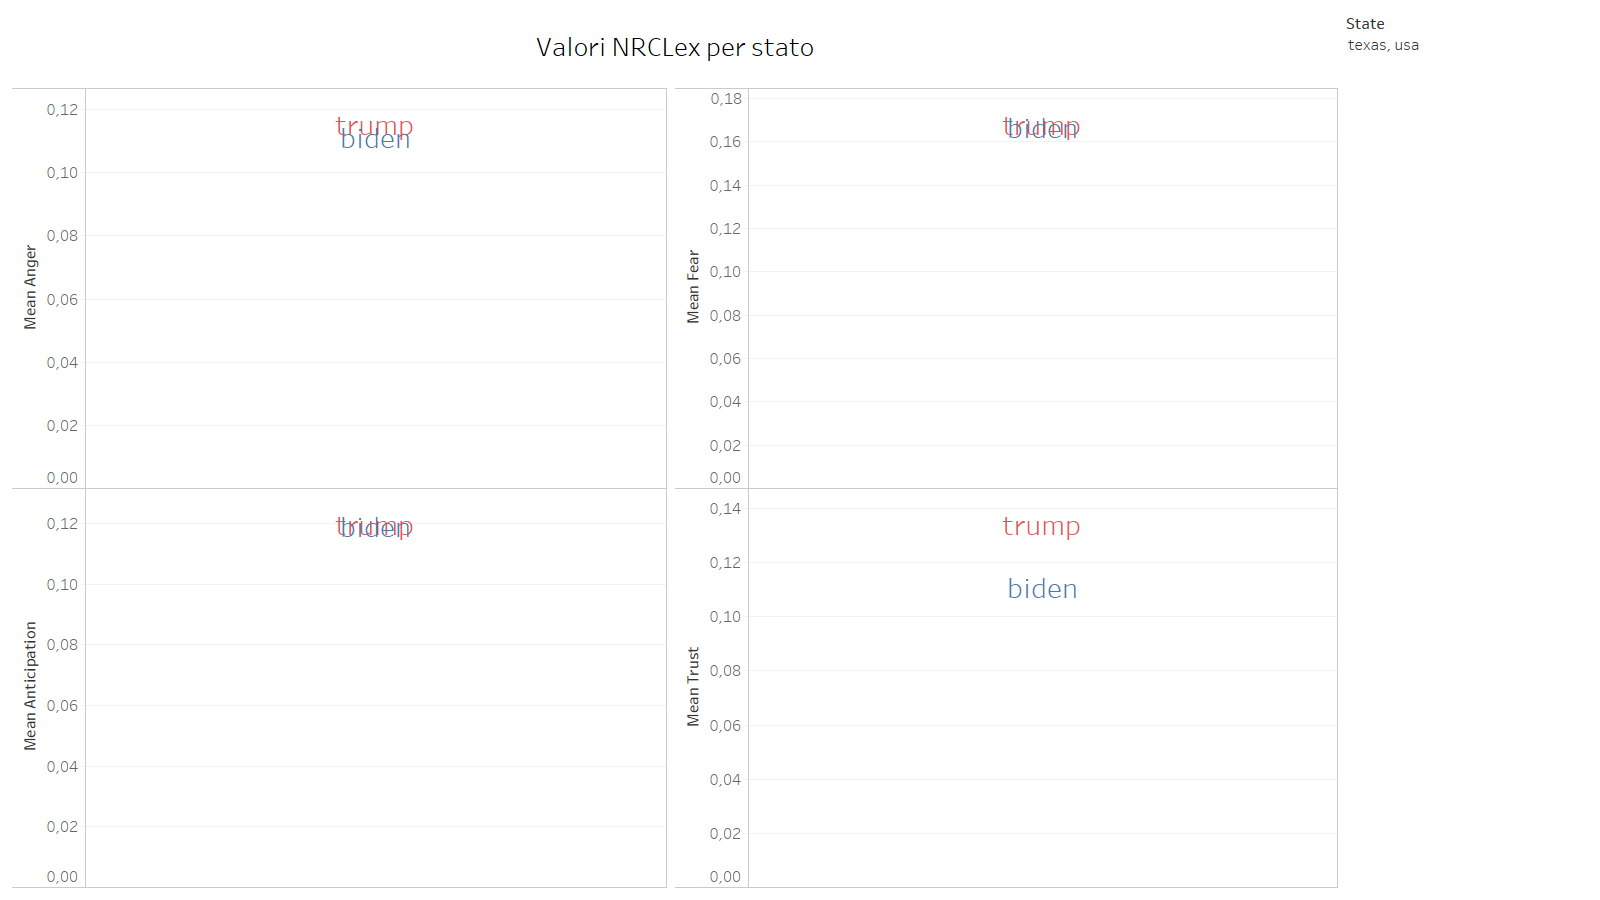 Valori NRCLex per stato
State
texas, usa
Mean Anger
0,12
0,10
0,08
0,06
0,04
0,02
0,00
trump
biden
Mean Fear
0,18
0,16
0,14
0,12
0,10
0,08
0,06
0,04
0,02
0,00
trump
biden
Mean Anticipation
0,12
0,10
0,08
0,06
0,04
0,02
0,00
trump
biden
Mean Trust
0,14
0,12
0,10
0,08
0,06
0,04
0,02
0,00
trump
biden